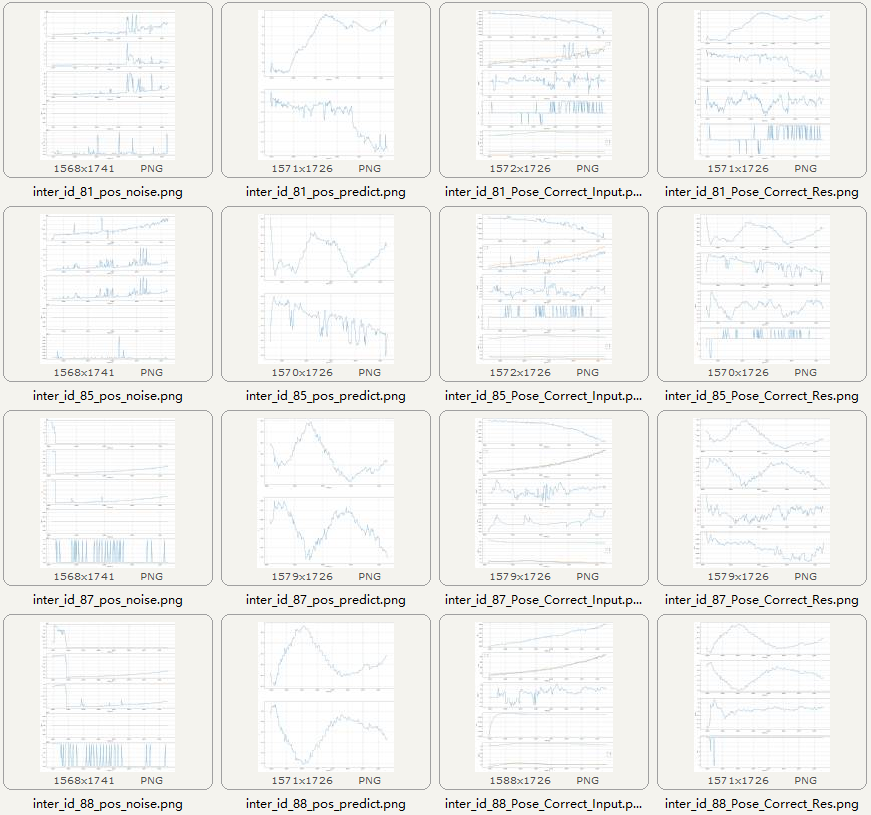 1568x1741 PNG 1571x1726 PNG 1572x1726 PNG 1571x1726 PNG
inter_id_81_pos_noise.png inter_id_81_pos_predict.png inter_id_81_Pose_Correct_Input.p... inter_id_81_Pose_Correct_Res.png
1568x1741 PNG 1570x1726 PNG 1572x1726 PNG 1570x1726 PNG
inter_id_85_pos_noise.png inter_id_85_pos_predict.png inter_id_85_Pose_Correct_Input.p... inter_id_85_Pose_Correct_Res.png
1568x1741 PNG 1579x1726 PNG 1579x1726 PNG 1579x1726 PNG
inter_id_87_pos_noise.png inter_id_87_pos_predict.png inter_id_87_Pose_Correct_Input.p... inter_id_87_Pose_Correct_Res.png
1568x1741 PNG 1571x1726 PNG 1588x1726 PNG 1571x1726 PNG
inter_id_88_pos_noise.png inter_id_88_pos_predict.png inter_id_88_Pose_Correct_Input.p... inter_id_88_Pose_Correct_Res.png